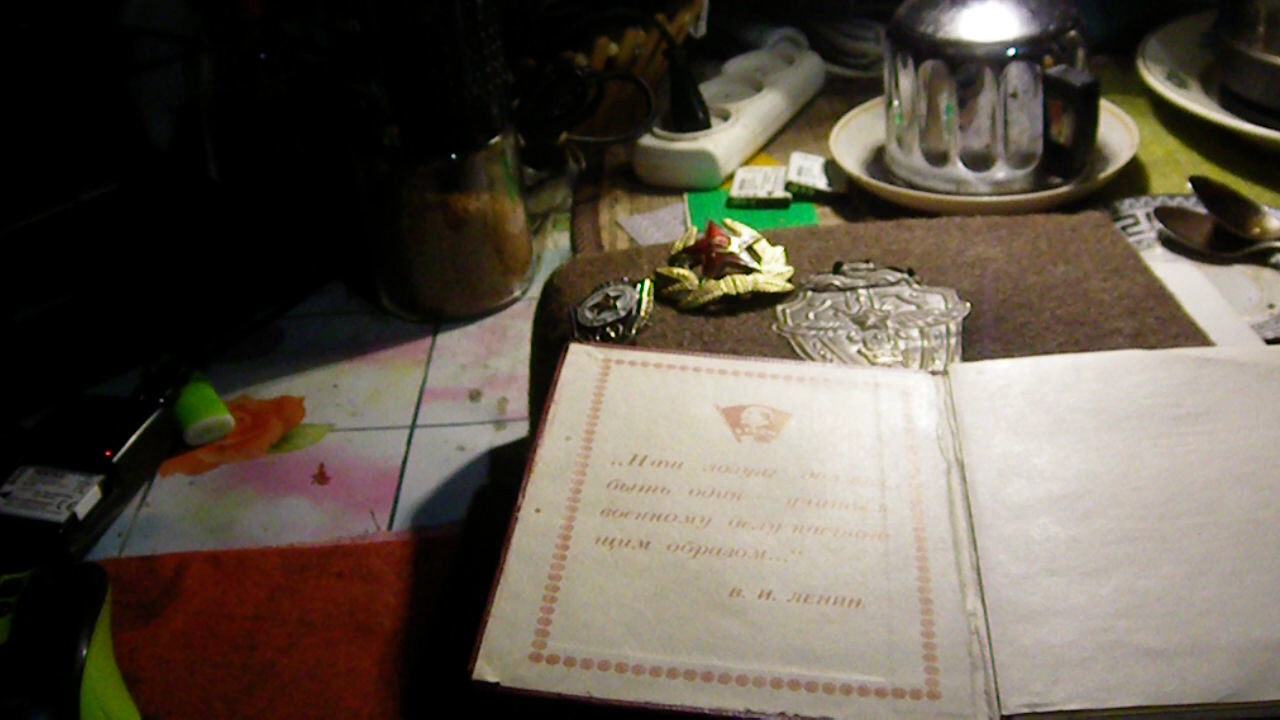 „Наш лозунг должен
быть один — учиться
военному делу настоя-
щим образом...“
В. И. ЛЕНИН.